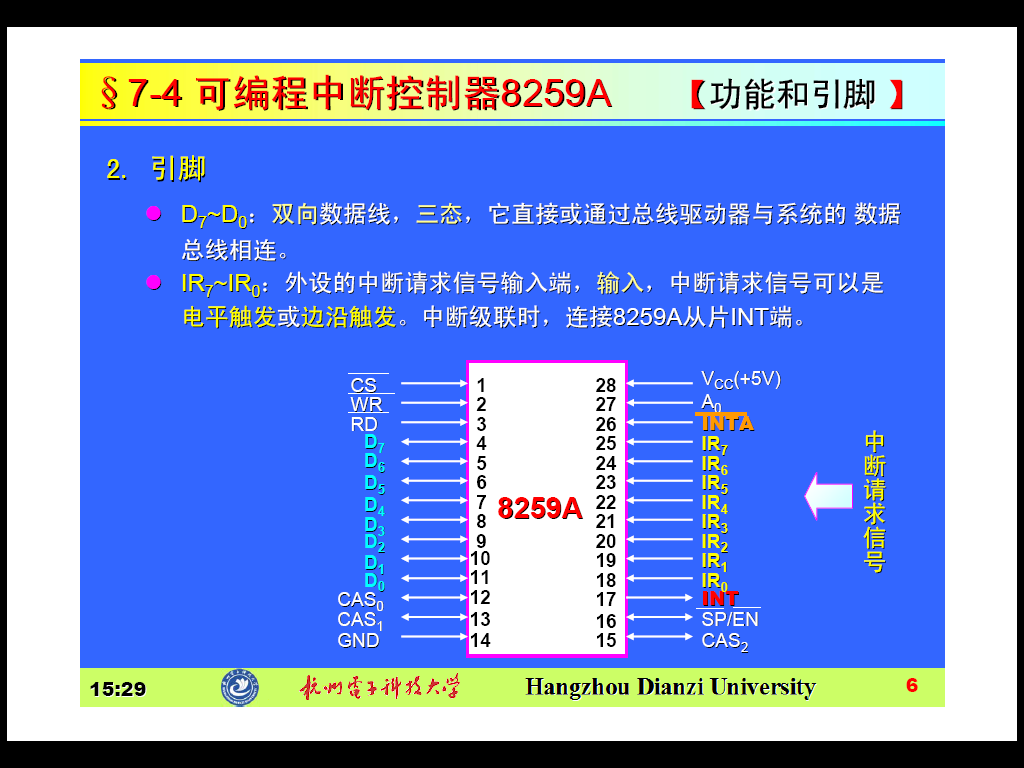 §7-4 可编程中断控制器8259A 【功能和引脚 】
2. 引脚
D7~D0：双向数据线，三态，它直接或通过总线驱动器与系统的 数据
总线相连。
IR7~IR0：外设的中断请求信号输入端，输入，中断请求信号可以是
电平触发或边沿触发。中断级联时，连接8259A从片INT端。
CS 1 28 VCC(+5V)
WR 2 27 A0
RD 3 26 INTA
D7 4 25 IR7
D6 5 24 IR6
D5 6 23 IR5
D4 7 22 IR4
D3 8 21 IR3
D2 9 20 IR2
D1 10 19 IR1
D0 11 18 IR0
CAS0 12 17 INT
CAS1 13 16 SP/EN
GND 14 15 CAS2
8259A
中断请求信号
15:29 杭州电子科技大学 Hangzhou Dianzi University 6